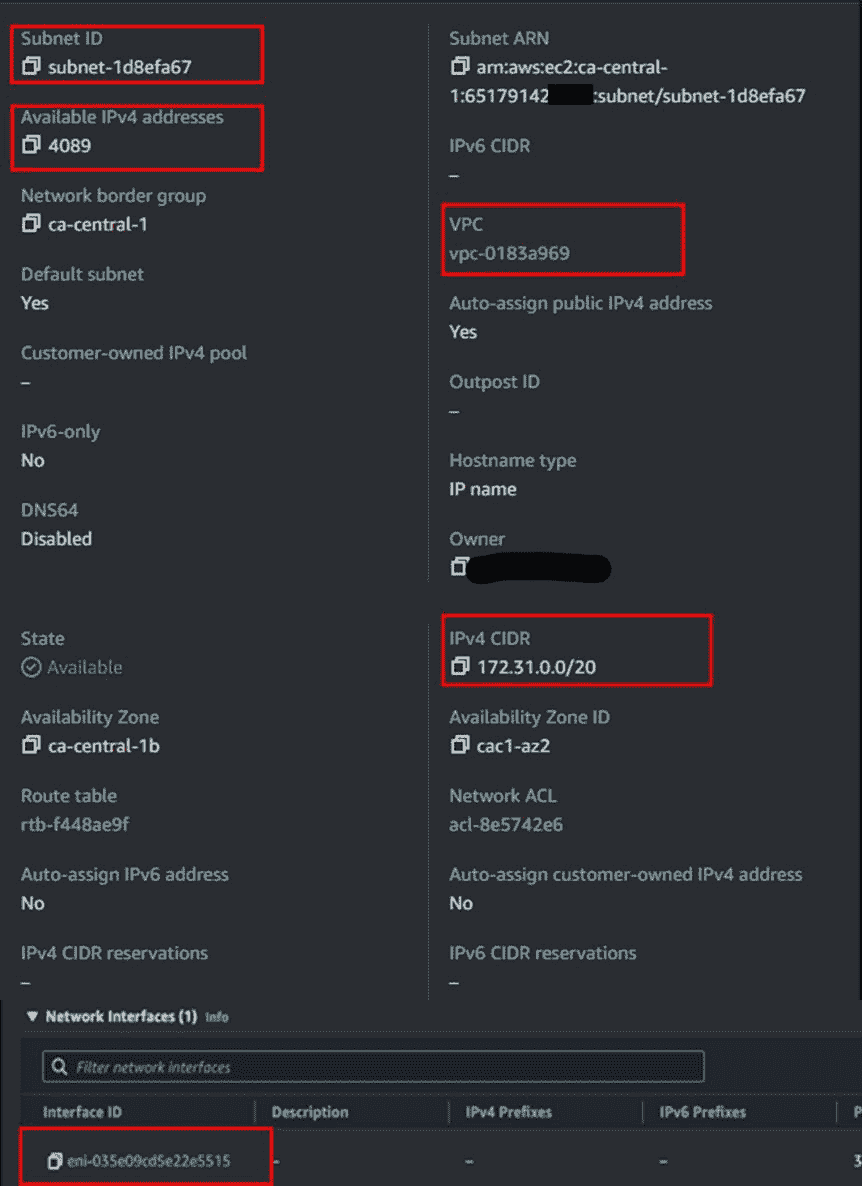 Subnet ID
subnet-1d8efa67
Available IPv4 addresses
4089
Network border group
ca-central-1
Default subnet
Yes
Customer-owned IPv4 pool
–
IPv6-only
No
DNS64
Disabled
Subnet ARN
arn:aws:ec2:ca-central-
1:65179142 :subnet/subnet-1d8efa67
IPv6 CIDR
–
VPC
vpc-0183a969
Auto-assign public IPv4 address
Yes
Outpost ID
–
Hostname type
IP name
Owner
State
Available
Availability Zone
ca-central-1b
Route table
rtb-f448ae9f
Auto-assign IPv6 address
No
IPv4 CIDR reservations
–
IPv4 CIDR
172.31.0.0/20
Availability Zone ID
cac1-az2
Network ACL
acl-8e5742e6
Auto-assign customer-owned IPv4 address
No
IPv6 CIDR reservations
–
▼ Network Interfaces (1) Info
Filter network interfaces
Interface ID Description IPv4 Prefixes IPv6 Prefixes P
eni-035e09cd5e22e5515 – – – 3